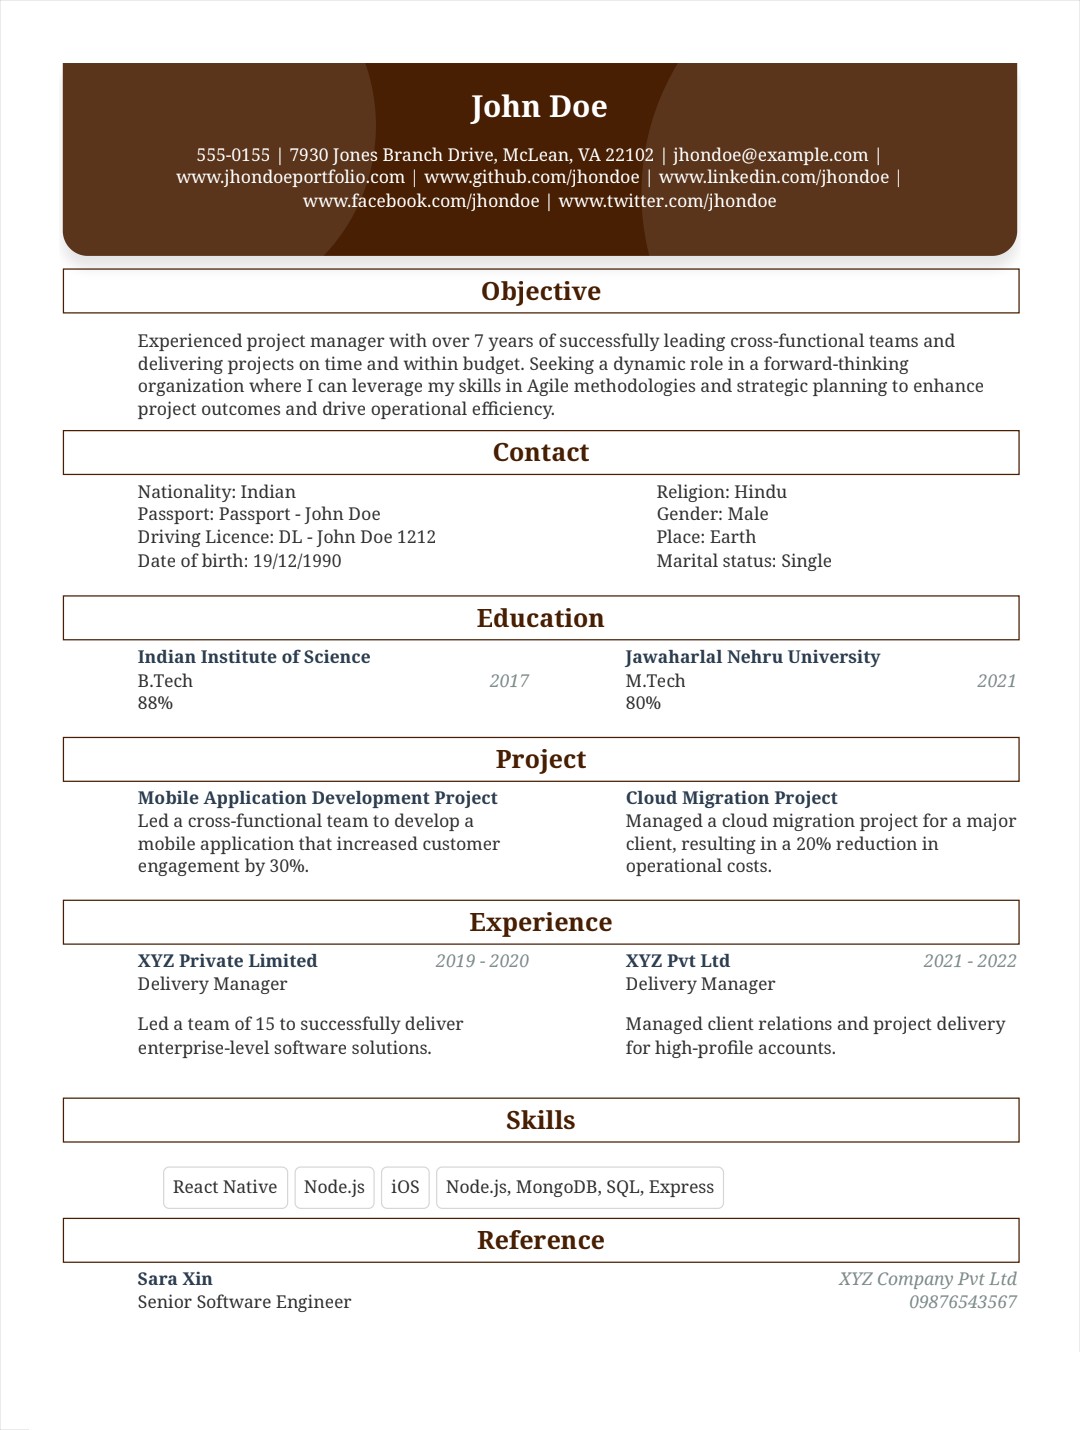 John Doe
555-0155 | 7930 Jones Branch Drive, McLean, VA 22102 | jhondoe@example.com |
www.jhondoeportfolio.com | www.github.com/jhondoe | www.linkedin.com/jhondoe |
www.facebook.com/jhondoe | www.twitter.com/jhondoe
Objective
Experienced project manager with over 7 years of successfully leading cross-functional teams and
delivering projects on time and within budget. Seeking a dynamic role in a forward-thinking
organization where I can leverage my skills in Agile methodologies and strategic planning to enhance
project outcomes and drive operational efficiency.
Contact
Nationality: Indian
Passport: Passport - John Doe
Driving Licence: DL - John Doe 1212
Date of birth: 19/12/1990
Religion: Hindu
Gender: Male
Place: Earth
Marital status: Single
Education
Indian Institute of Science
B.Tech 2017
88%
Jawaharlal Nehru University
M.Tech 2021
80%
Project
Mobile Application Development Project
Led a cross-functional team to develop a
mobile application that increased customer
engagement by 30%.
Cloud Migration Project
Managed a cloud migration project for a major
client, resulting in a 20% reduction in
operational costs.
Experience
XYZ Private Limited 2019 - 2020
Delivery Manager
Led a team of 15 to successfully deliver
enterprise-level software solutions.
XYZ Pvt Ltd 2021 - 2022
Delivery Manager
Managed client relations and project delivery
for high-profile accounts.
Skills
React Native Node.js iOS Node.js, MongoDB, SQL, Express
Reference
Sara Xin XYZ Company Pvt Ltd
Senior Software Engineer 09876543567